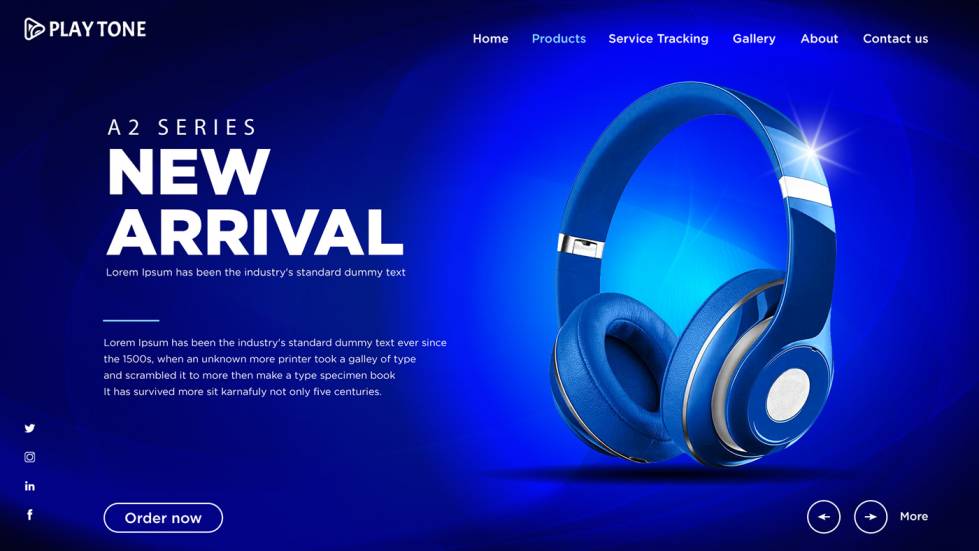 PLAY TONE
Home Products Service Tracking Gallery About Contact us
A2 SERIES
NEW
ARRIVAL
Lorem Ipsum has been the industry's standard dummy text
Lorem Ipsum has been the industry's standard dummy text ever since
the 1500s, when an unknown more printer took a galley of type
and scrambled it to more then make a type specimen book
It has survived more sit karnafuly not only five centuries.
Order now
More